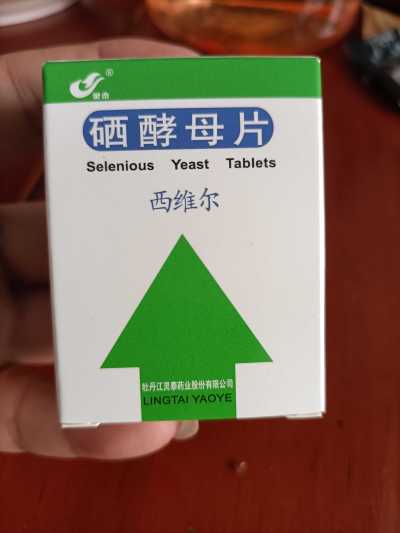 ®
硒酵母片
Selenious Yeast Tablets
西维尔
牡丹江灵泰药业股份有限公司
LINGTAI YAOYE